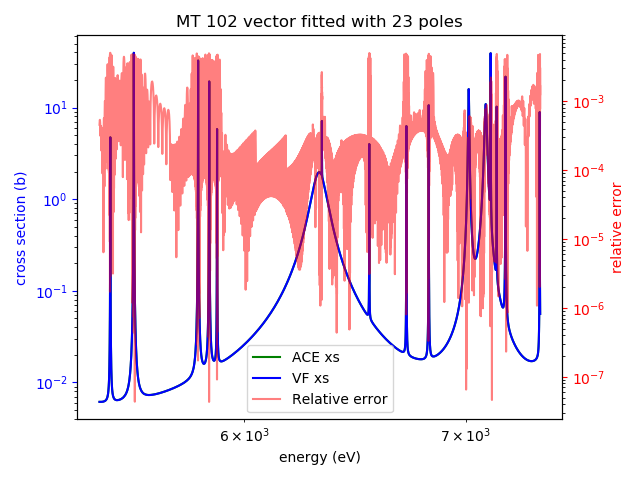 MT 102 vector fitted with 23 poles
cross section (b)
10¹
10⁰
10⁻¹
10⁻²
10⁻³
10⁻⁴
10⁻⁵
10⁻⁶
10⁻⁷
relative error
ACE xs
VF xs
Relative error
6 × 10³
7 × 10³
energy (eV)